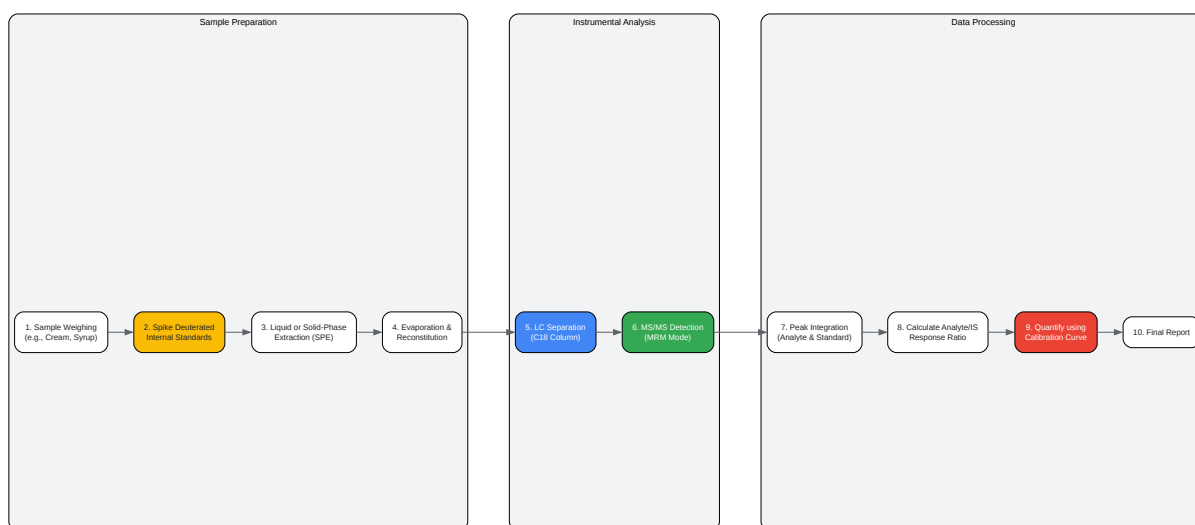 Sample Preparation
Instrumental Analysis
Data Processing
1. Sample Weighing
(e.g., Cream, Syrup)
2. Spike Deuterated
Internal Standards
3. Liquid or Solid-Phase
Extraction (SPE)
4. Evaporation &
Reconstitution
5. LC Separation
(C18 Column)
6. MS/MS Detection
(MRM Mode)
7. Peak Integration
(Analyte & Standard)
8. Calculate Analyte/IS
Response Ratio
9. Quantify using
Calibration Curve
10. Final Report